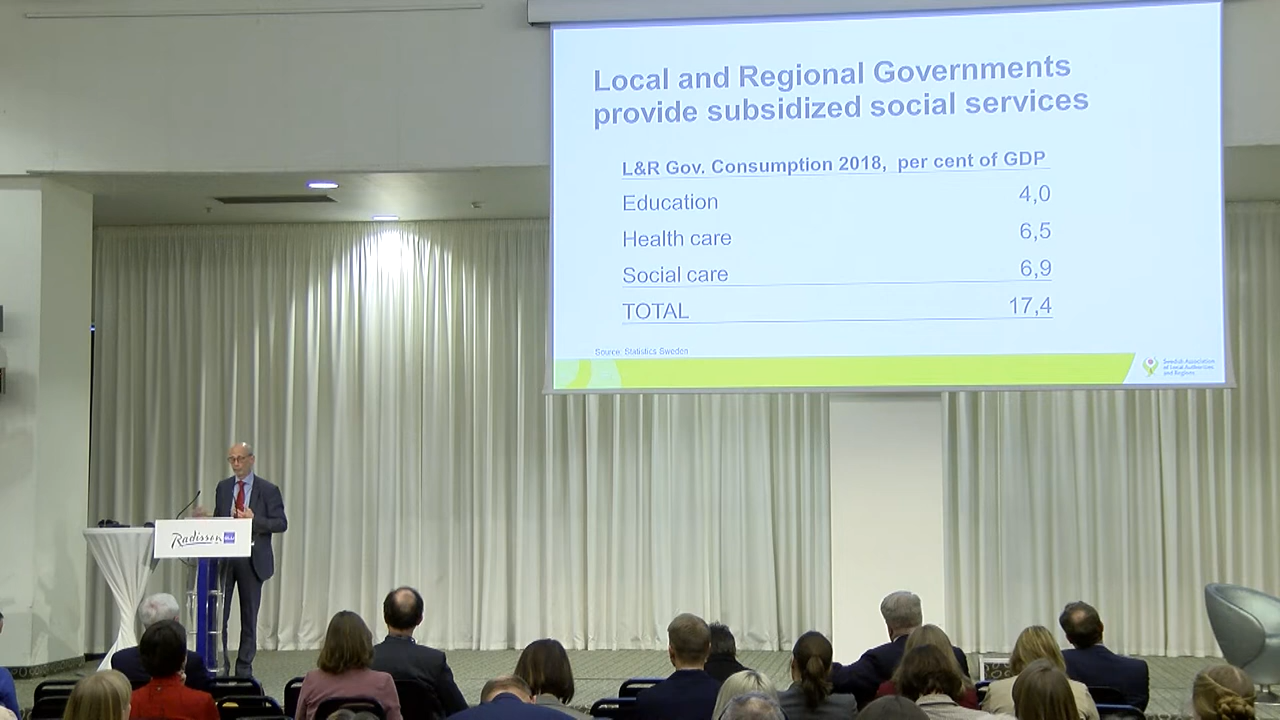 Local and Regional Governments
provide subsidized social services
L&R Gov. Consumption 2018, per cent of GDP
Education 4,0
Health care 6,5
Social care 6,9
TOTAL 17,4
Source: Statistics Sweden
Swedish Association
of Local Authorities
and Regions
Radisson BLU